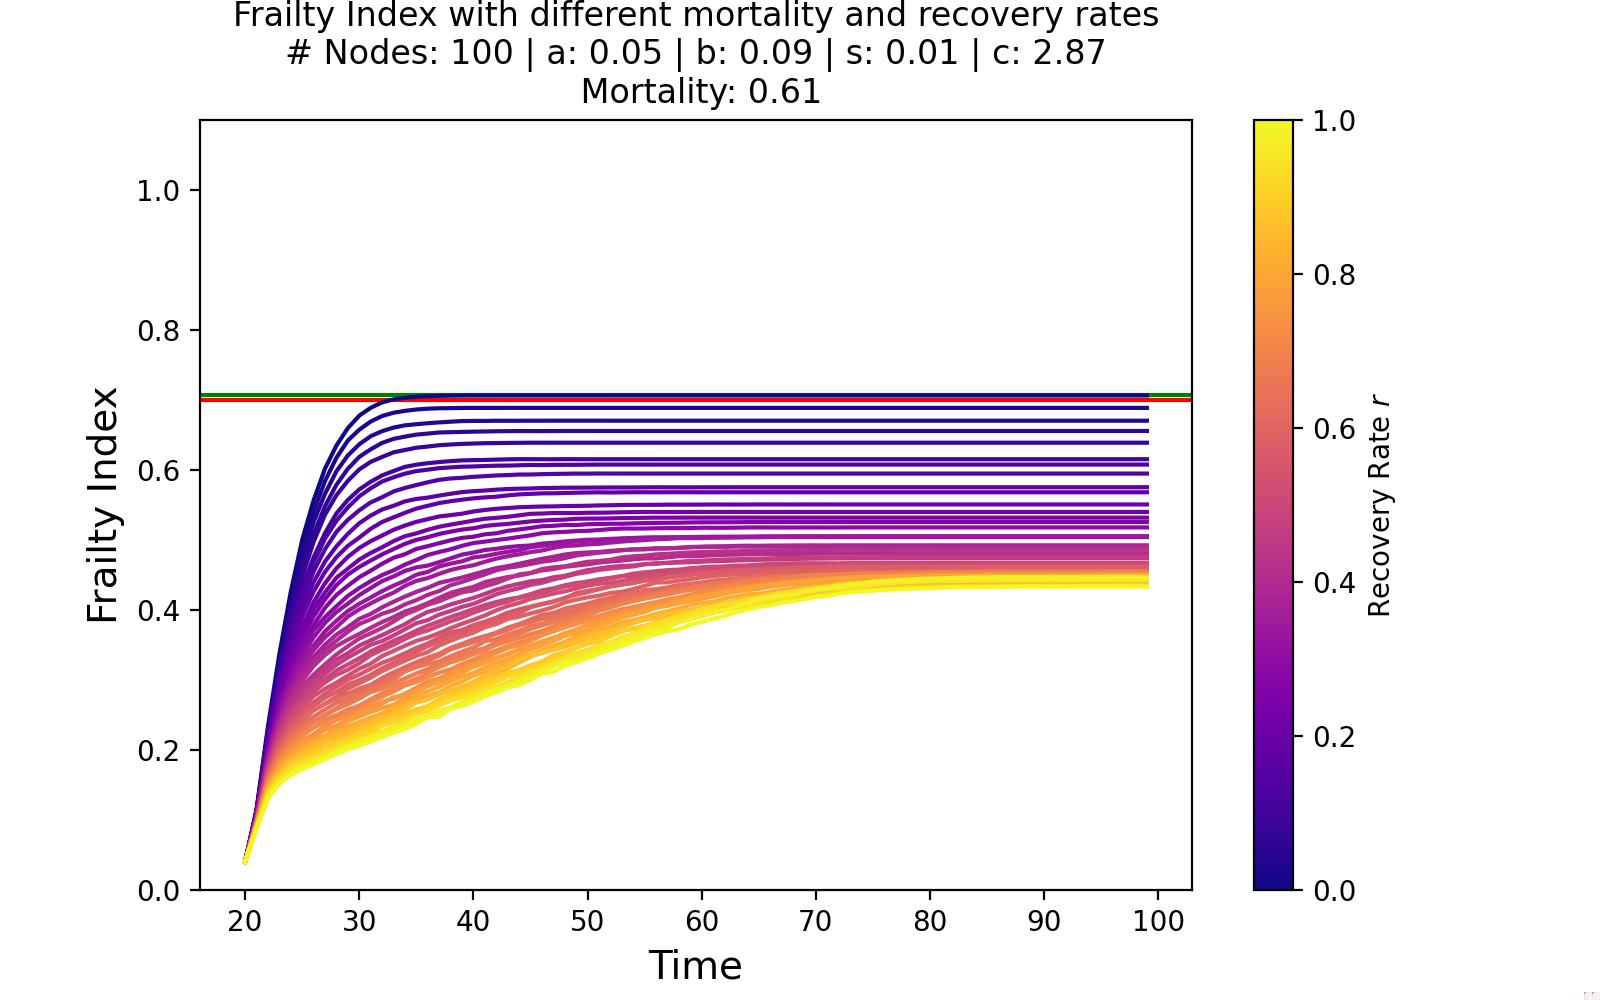 Frailty Index with different mortality and recovery rates
# Nodes: 100 | a: 0.05 | b: 0.09 | s: 0.01 | c: 2.87
Mortality: 0.61
1.0
0.8
0.6
0.4
0.2
0.0
Frailty Index
20 30 40 50 60 70 80 90 100
Time
1.0
0.8
0.6
0.4
0.2
0.0
Recovery Rate r